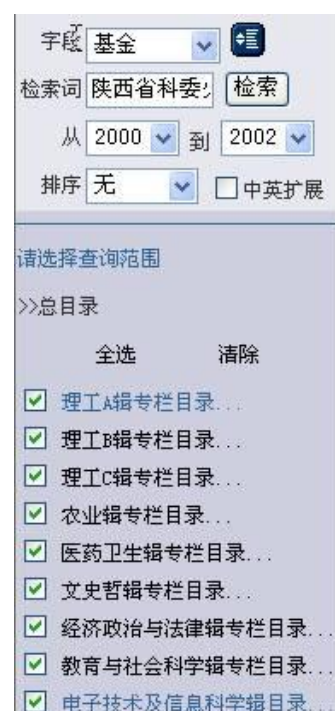 字段 基金
检索词 陕西省科委 检索
从 2000 到 2002
排序 无 中英扩展
请选择查询范围
>>总目录
全选 清除
理工A辑专栏目录...
理工B辑专栏目录...
理工C辑专栏目录...
农业辑专栏目录...
医药卫生辑专栏目录...
文史哲辑专栏目录...
经济政治与法律辑专栏目录...
教育与社会科学辑专栏目录...
电子技术及信息科学辑目录...